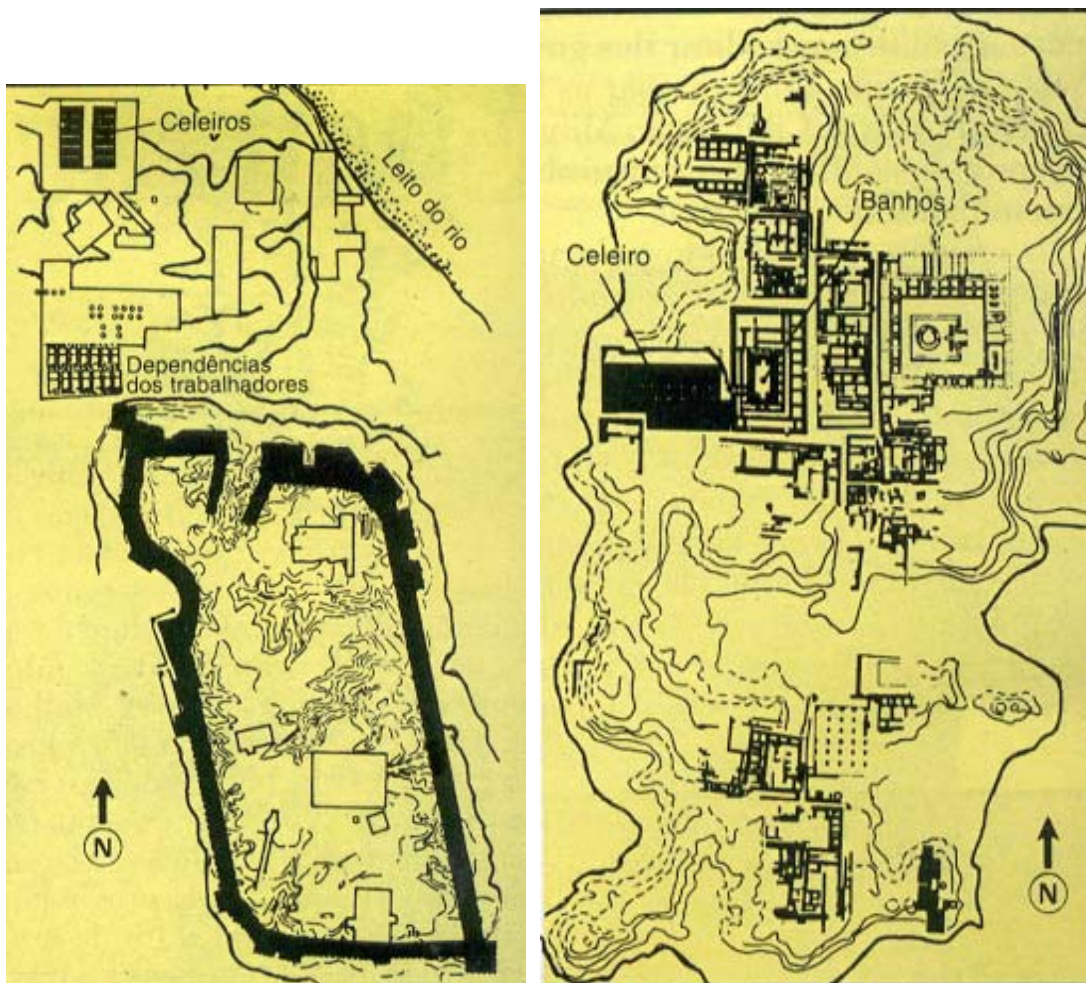 Celeiros
Leito do rio
Dependências
dos trabalhadores
N
Banhos
Celeiro
N